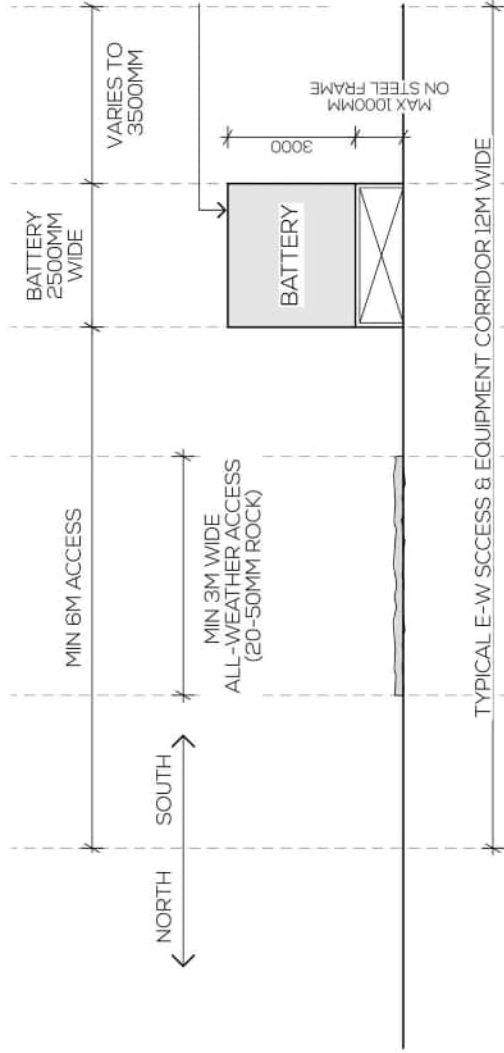 BATTERY
2500MM
WIDE
VARIES TO
3500MM
MIN 6M ACCESS
NORTH
SOUTH
MIN 3M WIDE
ALL-WEATHER ACCESS
(20-50MM ROCK)
BATTERY
3000
MAX 1000MM
ON STEEL FRAME
TYPICAL E-W SCCESS & EQUIPMENT CORRIDOR 12M WIDE